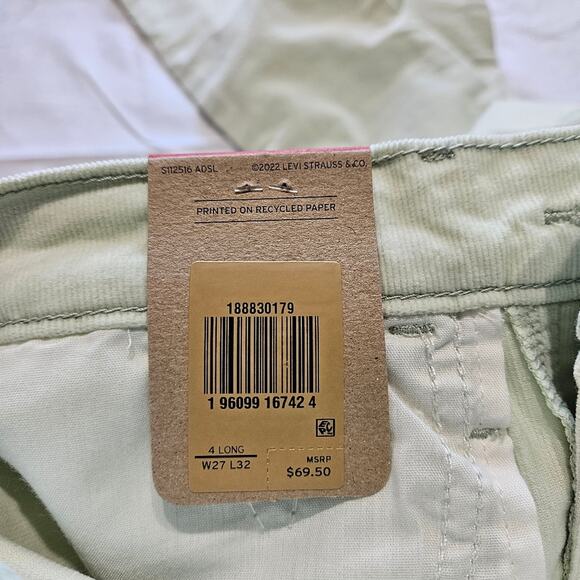 S112516 ADSL ©2022 LEVI STRAUSS & CO.
PRINTED ON RECYCLED PAPER
188830179
1 96099 16742 4
4 LONG
W27 L32
MSRP
$69.50